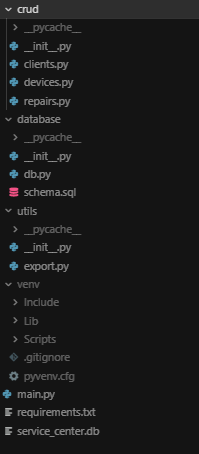 crud
__pycache__
__init__.py
clients.py
devices.py
repairs.py
database
__pycache__
__init__.py
db.py
schema.sql
utils
__pycache__
__init__.py
export.py
venv
Include
Lib
Scripts
.gitignore
pyvenv.cfg
main.py
requirements.txt
service_center.db